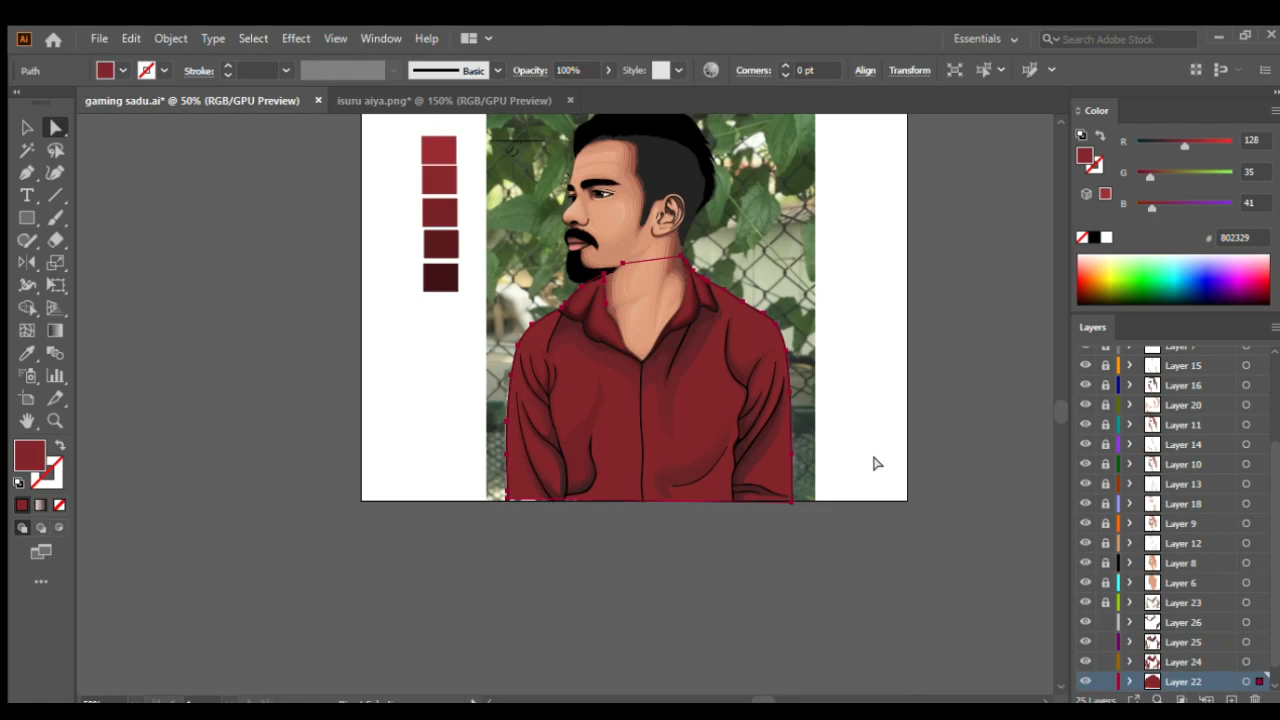 Ai File Edit Object Type Select Effect View Window Help Essentials Search Adobe Stock
Path Stroke: Basic Opacity: 100% Style: Corners: 0 pt Align Transform
gaming sadu.ai* @ 50% (RGB/GPU Preview) × isuru aiya.png* @ 150% (RGB/GPU Preview) ×
Color
R 128
G 35
B 41
# 802329
Layers
Layer 15
Layer 16
Layer 20
Layer 11
Layer 14
Layer 10
Layer 13
Layer 18
Layer 9
Layer 12
Layer 8
Layer 6
Layer 23
Layer 26
Layer 25
Layer 24
Layer 22
25 Layers